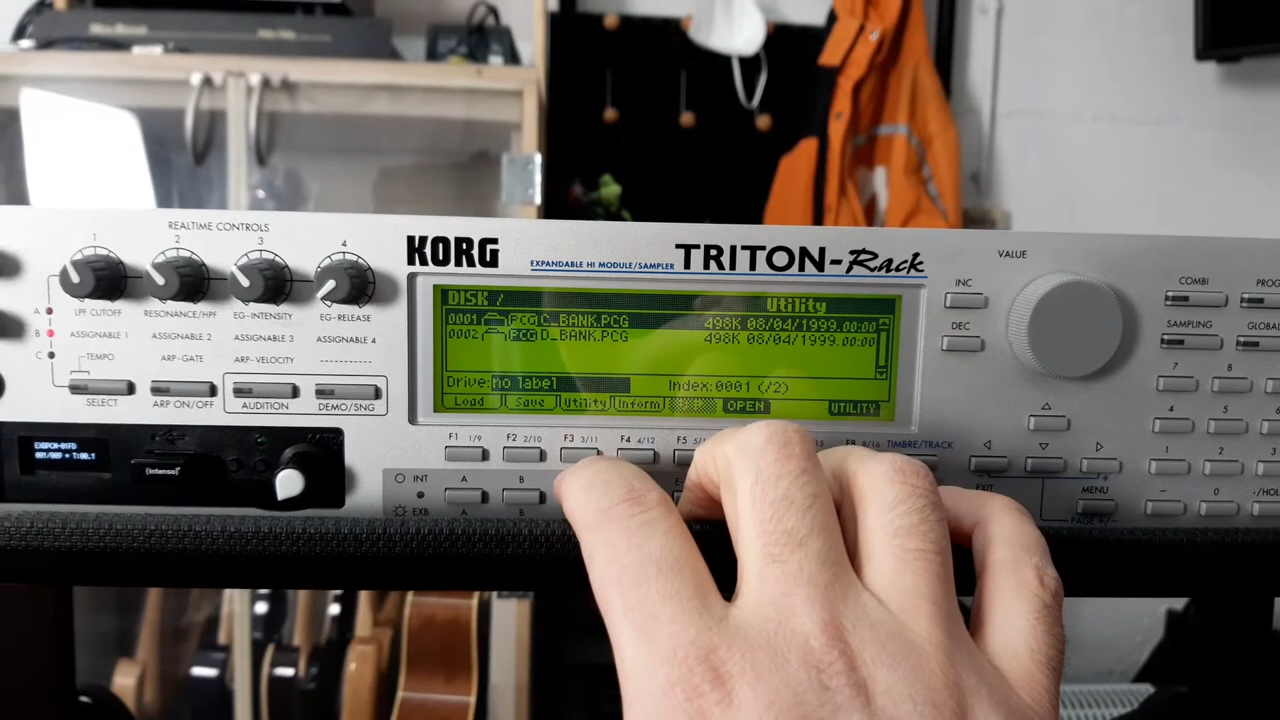 REALTIME CONTROLS
1 2 3 4
LPF CUTOFF RESONANCE/HPF EG-INTENSITY EG-RELEASE
A
B
C
ASSIGNABLE 1 ASSIGNABLE 2 ASSIGNABLE 3 ASSIGNABLE 4
TEMPO ARP-GATE ARP-VELOCITY
SELECT ARP ON/OFF AUDITION DEMO/SNG
(intenso)
KORG
EXPANDABLE HI MODULE/SAMPLER TRITON-Rack
DISK / Utility
0001 PCG C_BANK.PCG 498K 08/04/1999.00:00
0002 PCG D_BANK.PCG 498K 08/04/1999.00:00
Drive:no label Index:0001 (/2)
Load Save Utility Inform OPEN UTILITY
F1 1/9 F2 2/10 F3 3/11 F4 4/12 F5 F8 8/16 TIMBRE/TRACK
INT A B
EXB A B
VALUE
INC
DEC
EXIT
MENU
PAGE +/-
COMBI
SAMPLING
7 8
4 5
1 2 3
- 0 ·/HOL